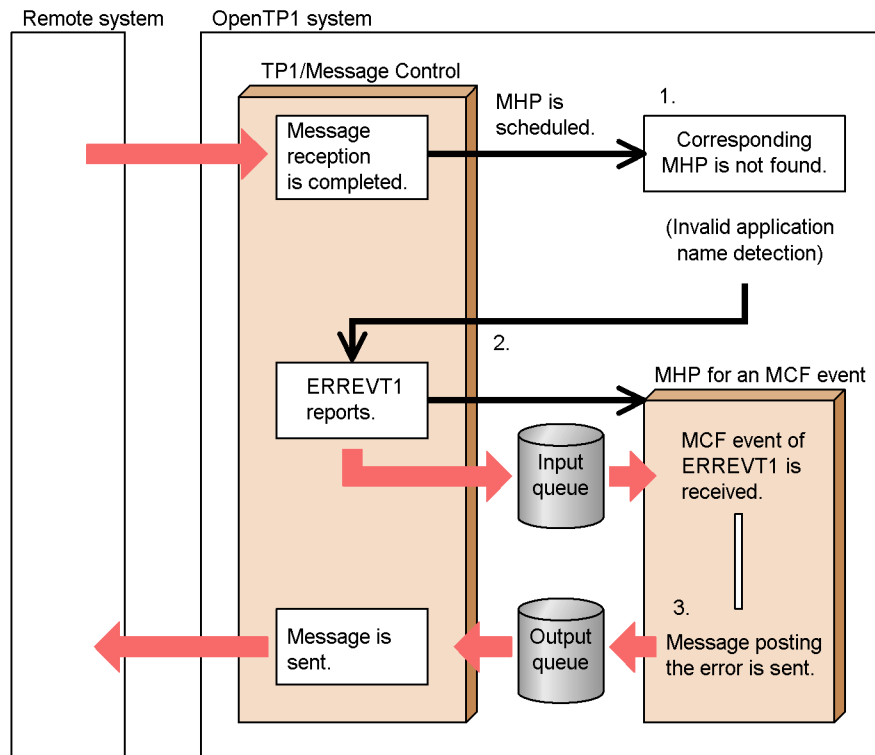 Remote system
OpenTP1 system
TP1/Message Control
Message
reception
is completed.
MHP is
scheduled.
1.
Corresponding
MHP is not found.
(Invalid application
name detection)
2.
ERREVT1
reports.
MHP for an MCF event
Input
queue
MCF event of
ERREVT1 is
received.
3.
Message posting
the error is sent.
Output
queue
Message is
sent.